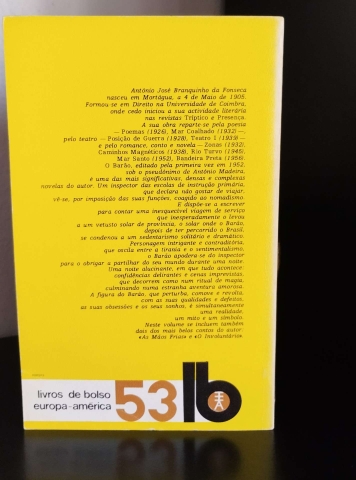 António José Branquinho da Fonseca
nasceu em Mortágua, a 4 de Maio de 1905.
Formou-se em Direito na Universidade de Coimbra,
onde cedo iniciou a sua actividade literária
nas revistas Tríptico e Presença.
A sua obra reparte-se pela poesia
— Poemas (1926), Mar Coalhado (1932) —,
pelo teatro — Posição de Guerra (1928), Teatro I (1939) —
e pelo romance, conto e novela — Zonas (1932),
Caminhos Magnéticos (1938), Rio Turvo (1945),
Mar Santo (1952), Bandeira Preta (1956).
O Barão, editado pela primeira vez em 1952,
sob o pseudónimo de António Madeira,
é uma das mais significativas, densas e complexas
novelas do autor. Um inspector das escolas de instrução primária,
que declara não gostar de viajar,
vê-se, por imposição das suas funções, coagido ao nomadismo.
E dispõe-se a escrever
para contar uma inesquecível viagem de serviço
que inesperadamente o levou
a um vetusto solar de província, o solar onde o Barão,
depois de ter percorrido o Brasil,
se condenou a um sedentarismo solitário e dramático.
Personagem intrigante e contraditória,
que oscila entre a tirania e o sentimentalismo,
o Barão apodera-se do inspector
para o obrigar a partilhar do seu mundo durante uma noite.
Uma noite alucinante, em que tudo acontece:
confidências delirantes e cenas imprevistas,
que decorrem como num ritual de magia,
culminando numa estranha aventura amorosa.
A figura do Barão, que perturba, comove e revolta,
com as suas qualidades e defeitos,
as suas obsessões e os seus sonhos, é simultaneamente
uma realidade,
um mito e um símbolo.
Neste volume se incluem também
dois dos mais belos contos do autor:
«As Mãos Frias» e «O Involuntário».
livros de bolso
europa-américa
53
lb